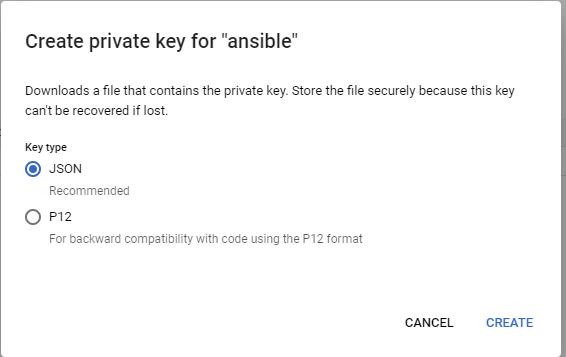 Create private key for "ansible"
Downloads a file that contains the private key. Store the file securely because this key
can't be recovered if lost.
Key type
JSON
Recommended
P12
For backward compatibility with code using the P12 format
CANCEL
CREATE